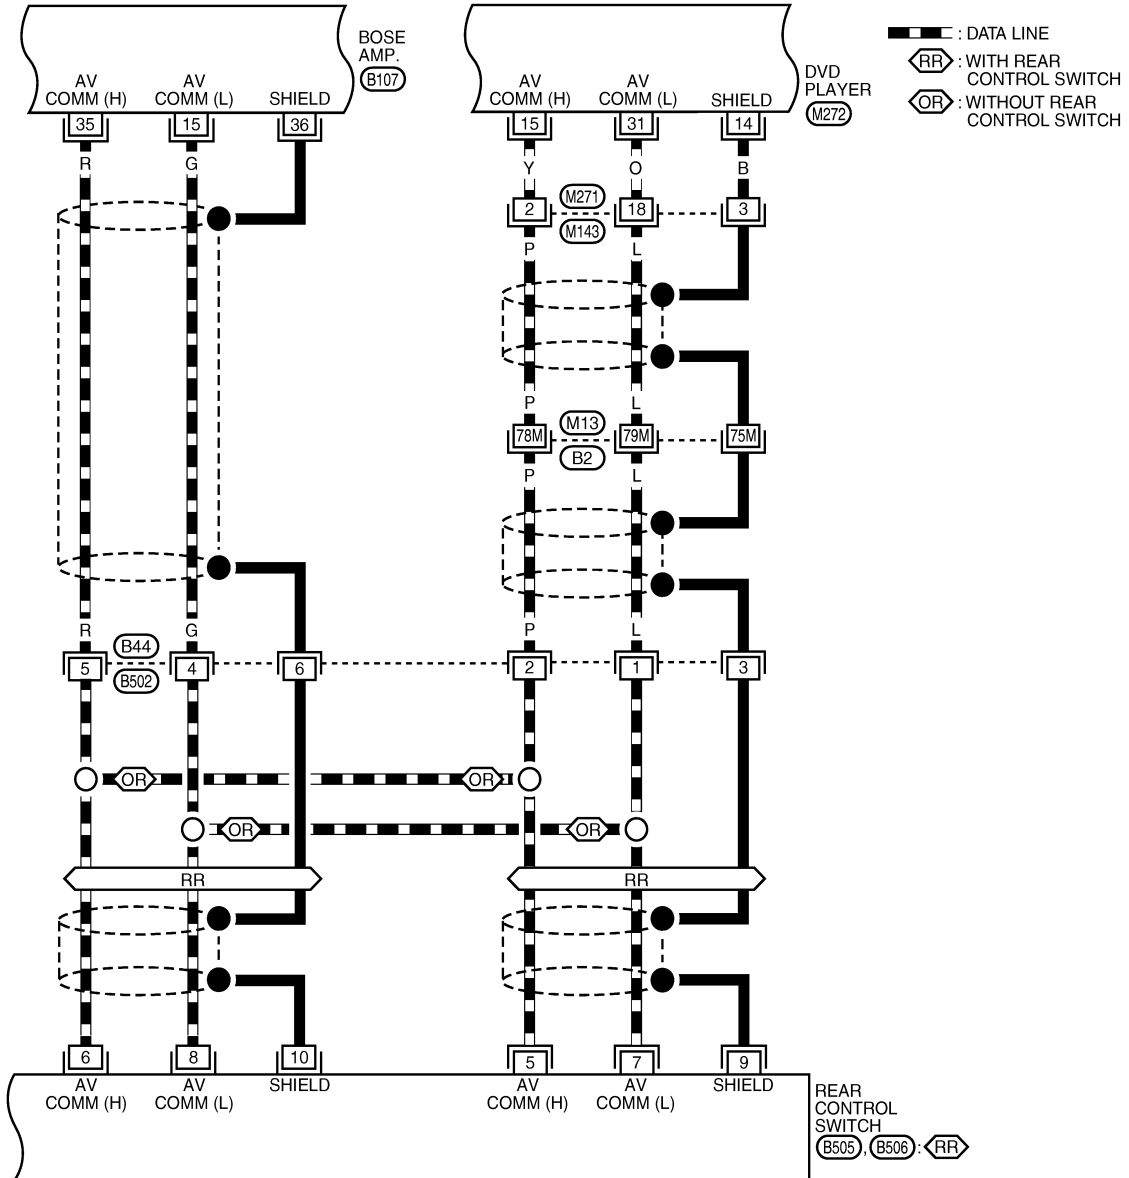 BOSE
AMP.
B107
DVD
PLAYER
M272
: DATA LINE
RR : WITH REAR
CONTROL SWITCH
OR : WITHOUT REAR
CONTROL SWITCH
AV
COMM (H)
AV
COMM (L)
SHIELD
AV
COMM (H)
AV
COMM (L)
SHIELD
35 15 36 15 31 14
R G Y O B
M271
2 18 3
M143
P L
P L
M13
78M 79M 75M
B2
P L
R G P L
B44
5 4 6 2 1 3
B502
OR OR
OR OR
RR RR
6 8 10 5 7 9
AV
COMM (H)
AV
COMM (L)
SHIELD
AV
COMM (H)
AV
COMM (L)
SHIELD
REAR
CONTROL
SWITCH
B505 , B506 : RR